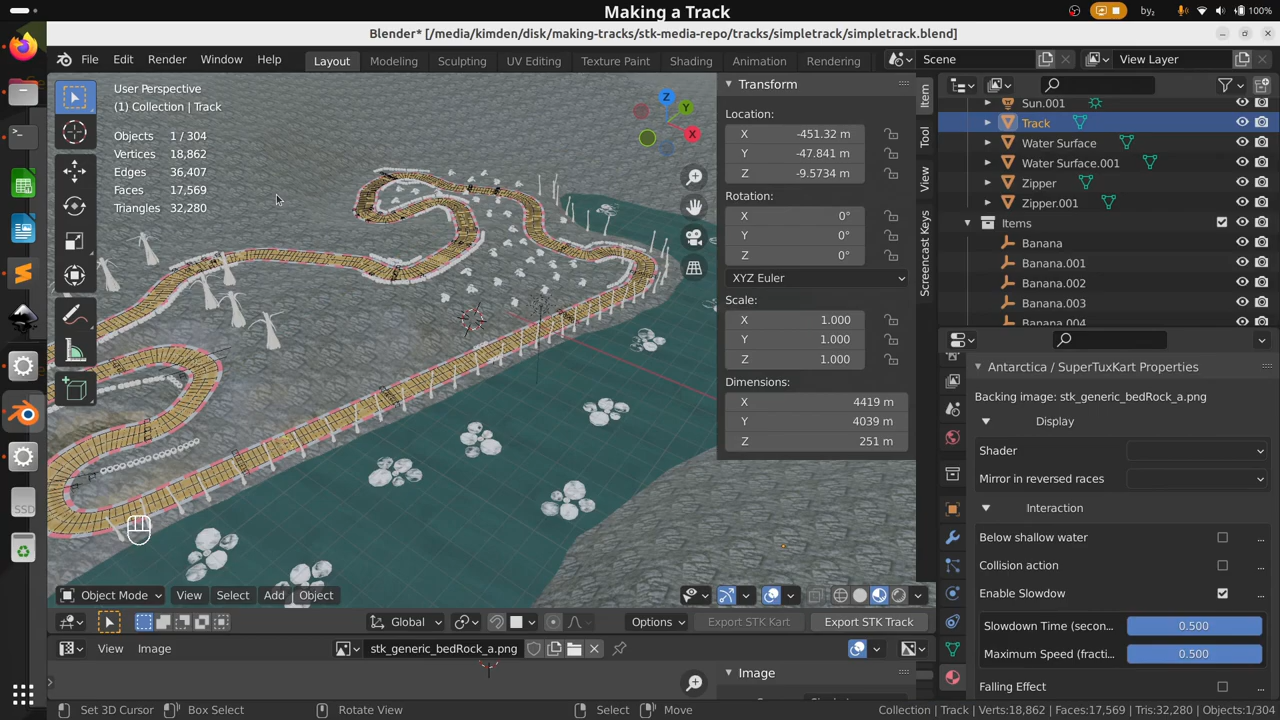 Making a Track
by₂
100%
Blender* [/media/kimden/disk/making-tracks/stk-media-repo/tracks/simpletrack/simpletrack.blend]
File Edit Render Window Help
Layout Modeling Sculpting UV Editing Texture Paint Shading Animation Rendering
Scene
View Layer
User Perspective
(1) Collection | Track
Objects 1 / 304
Vertices 18,862
Edges 36,407
Faces 17,569
Triangles 32,280
Z
Y
X
Transform
Location:
X -451.32 m
Y -47.841 m
Z -9.5734 m
Rotation:
X 0°
Y 0°
Z 0°
XYZ Euler
Scale:
X 1.000
Y 1.000
Z 1.000
Dimensions:
X 4419 m
Y 4039 m
Z 251 m
Item
Tool
View
Screencast Keys
Sun.001
Track
Water Surface
Water Surface.001
Zipper
Zipper.001
Items
Banana
Banana.001
Banana.002
Banana.003
Banana.004
Antarctica / SuperTuxKart Properties
Backing image: stk_generic_bedRock_a.png
Display
Shader
Mirror in reversed races
Interaction
Below shallow water ...
Collision action ...
Enable Slowdow ...
Slowdown Time (secon... 0.500
Maximum Speed (fracti... 0.500
Falling Effect ...
SSD
Object Mode View Select Add Object
Global
Options
Export STK Kart
Export STK Track
View Image
stk_generic_bedRock_a.png
Image
Set 3D Cursor Box Select Rotate View Select Move
Collection | Track | Verts:18,862 | Faces:17,569 | Tris:32,280 | Objects:1/304